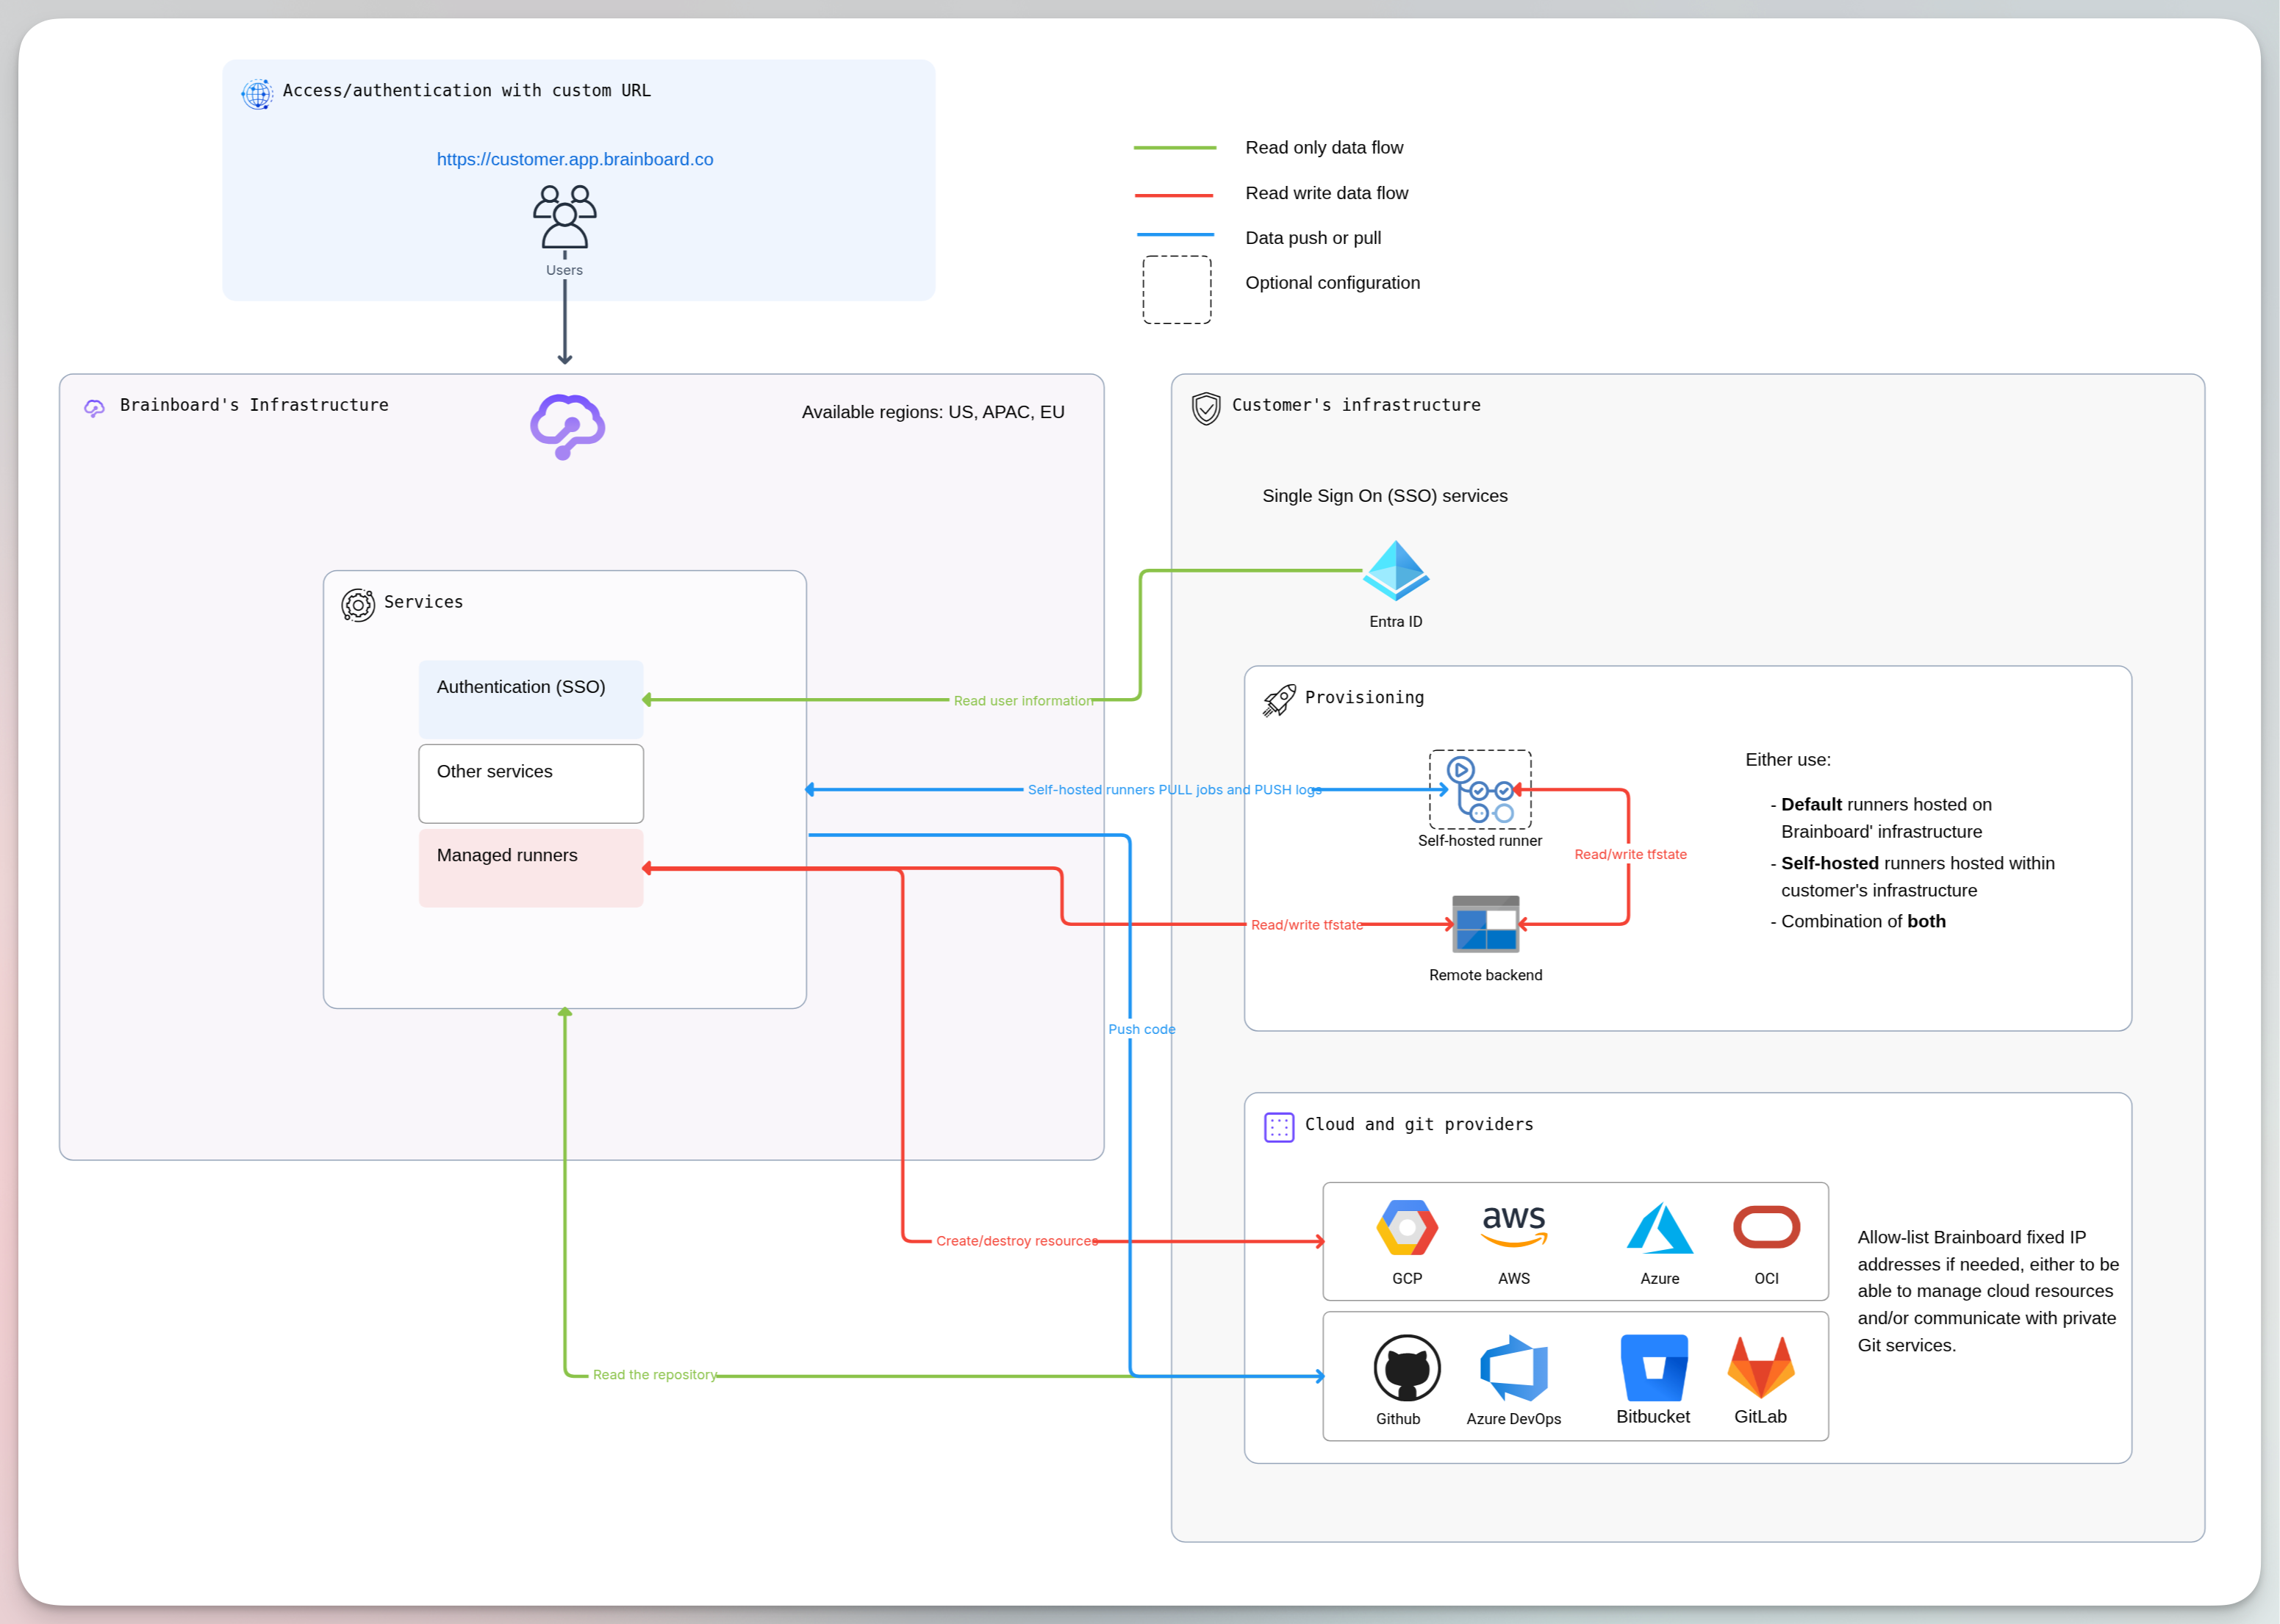 Access/authentication with custom URL
https://customer.app.brainboard.co
Users
Read only data flow
Read write data flow
Data push or pull
Optional configuration
Brainboard's Infrastructure
Available regions: US, APAC, EU
Services
Authentication (SSO)
Other services
Managed runners
Customer's infrastructure
Single Sign On (SSO) services
Entra ID
Read user information
Provisioning
Self-hosted runners PULL jobs and PUSH logs
Self-hosted runner
Read/write tfstate
Read/write tfstate
Remote backend
Either use:
- Default runners hosted on
Brainboard' infrastructure
- Self-hosted runners hosted within
customer's infrastructure
- Combination of both
Push code
Cloud and git providers
Create/destroy resources
aws
GCP
AWS
Azure
OCI
Read the repository
Github
Azure DevOps
Bitbucket
GitLab
Allow-list Brainboard fixed IP
addresses if needed, either to be
able to manage cloud resources
and/or communicate with private
Git services.